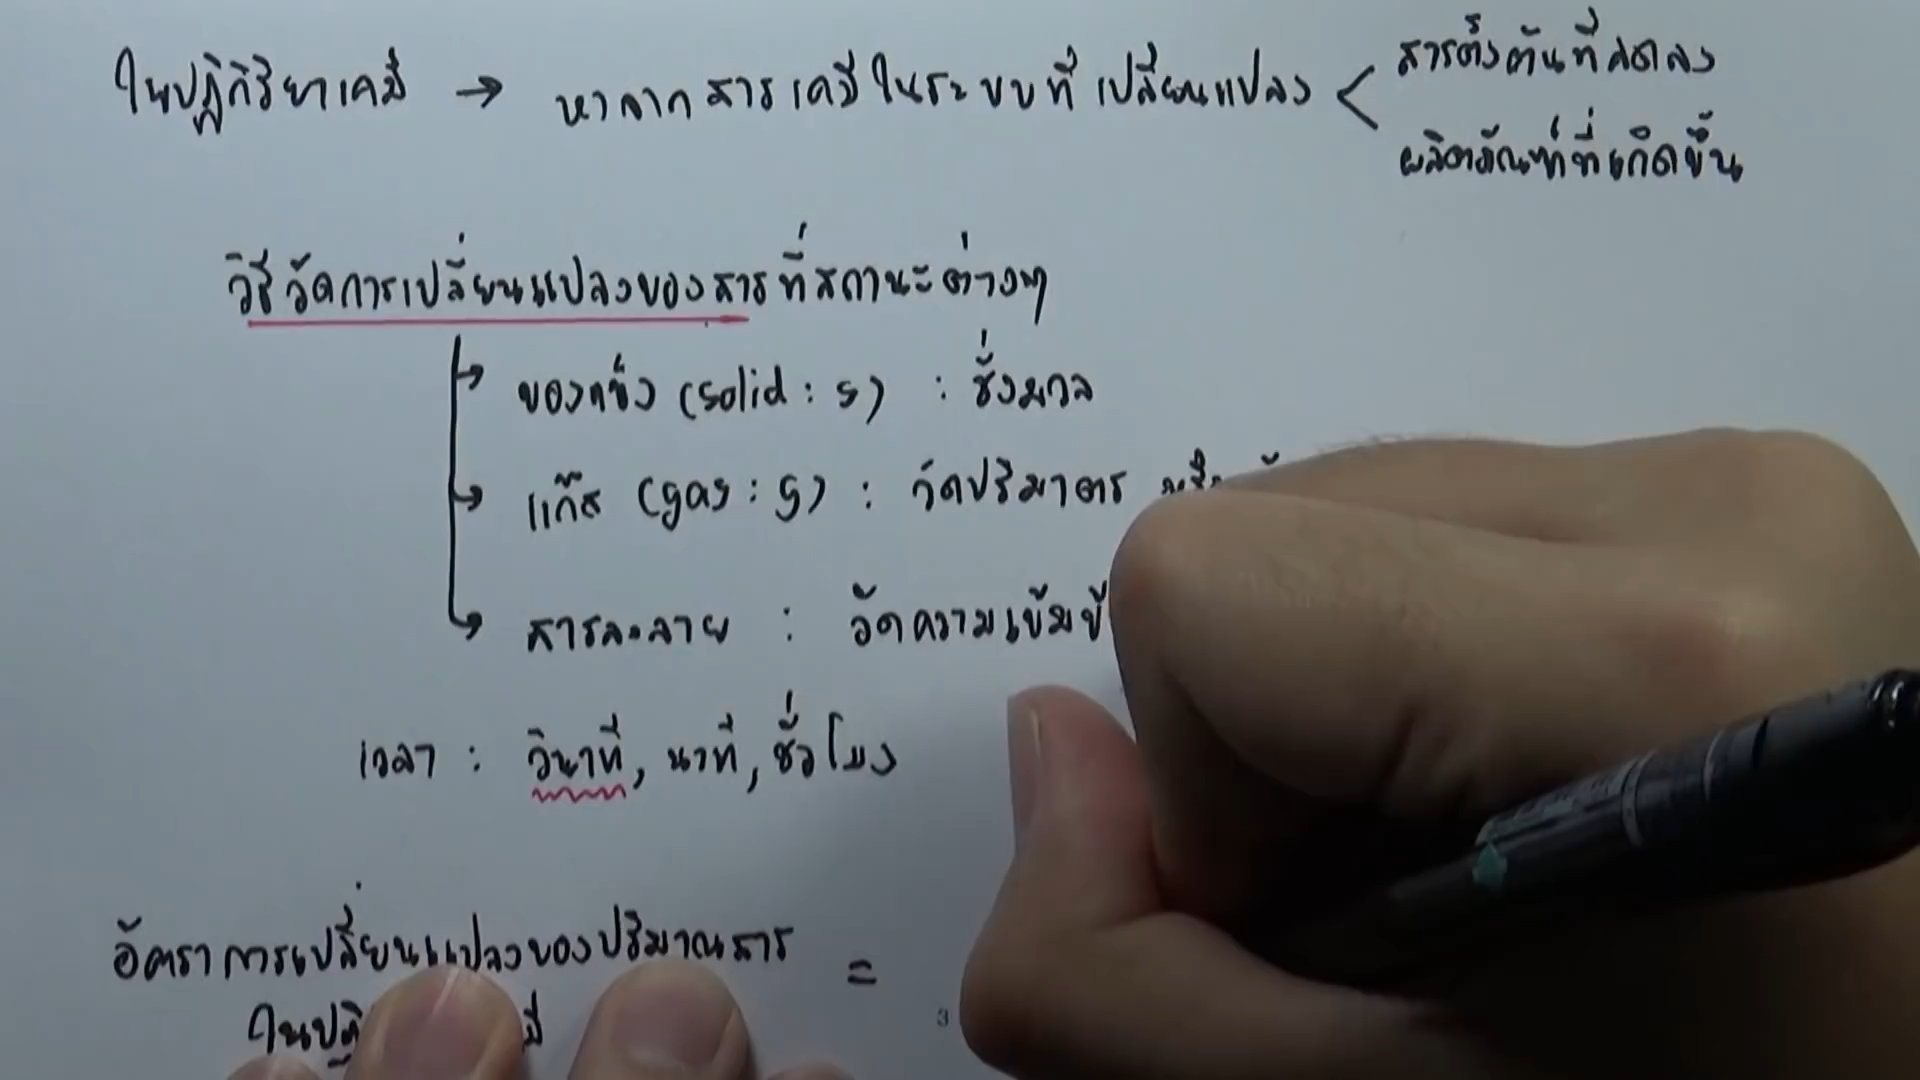 ในปฏิกิริยาเคมี → หาจากสารเคมีในระบบที่เปลี่ยนแปลง <
สารตั้งต้นที่ลดลง
ผลิตภัณฑ์ที่เกิดขึ้น
วิธีวัดการเปลี่ยนแปลงของสารที่สถานะต่างๆ
ของแข็ง (solid : s) : ชั่งมวล
แก๊ส (gas : g) : วัดปริมาตร หรือ
สารละลาย : วัดความเข้มข้
เวลา : วินาที, นาที, ชั่วโมง
อัตราการเปลี่ยนแปลงของปริมาณสาร =
ในปฏิ
3